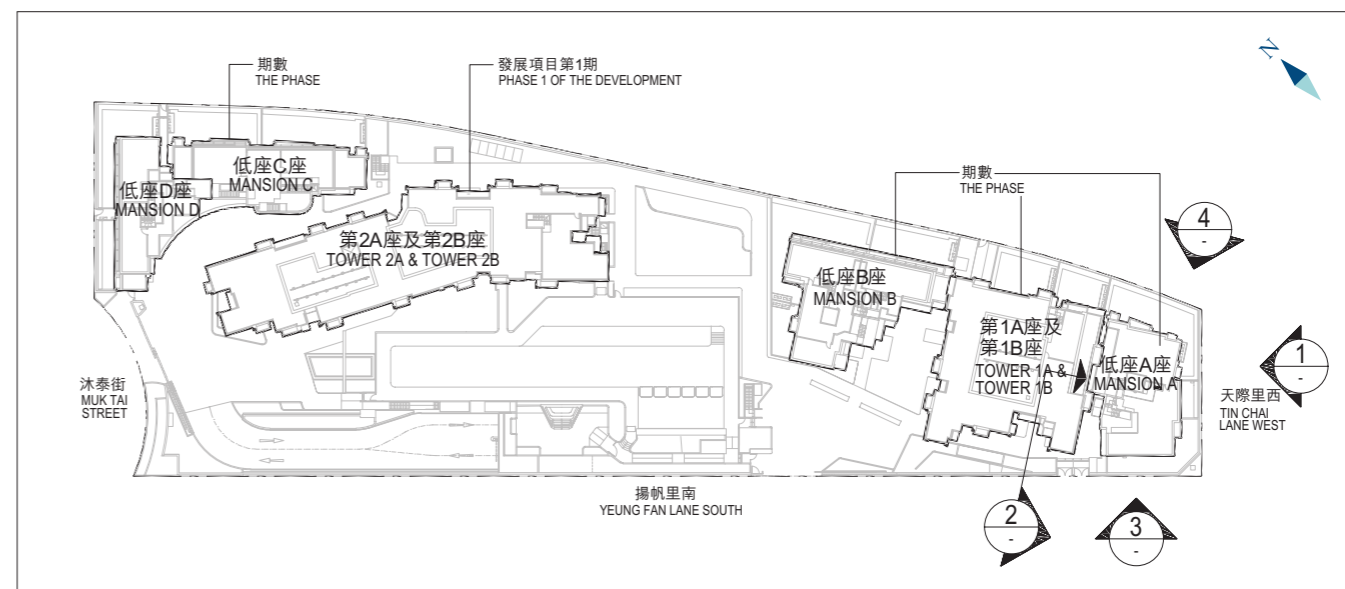 N
期數
THE PHASE
發展項目第1期
PHASE 1 OF THE DEVELOPMENT
低座C座
MANSION C
低座D座
MANSION D
期數
THE PHASE
第2A座及第2B座
TOWER 2A & TOWER 2B
4
-
低座B座
MANSION B
第1A座及
第1B座
TOWER 1A &
TOWER 1B
低座A座
MANSION A
1
-
沐泰街
MUK TAI
STREET
天際里西
TIN CHAI
LANE WEST
揚帆里南
YEUNG FAN LANE SOUTH
2
-
3
-